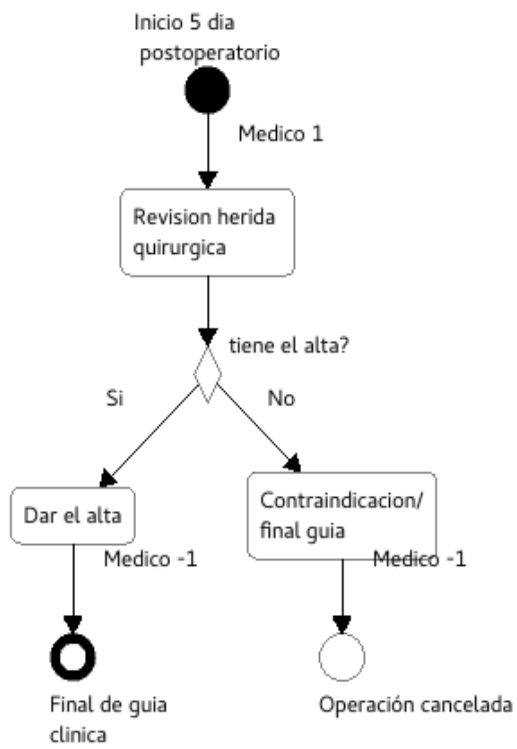 Inicio 5 dia
postoperatorio
Medico 1
Revision herida
quirurgica
tiene el alta?
Si
No
Dar el alta
Contraindicacion/
final guia
Medico -1
Medico -1
Final de guia
clinica
Operación cancelada